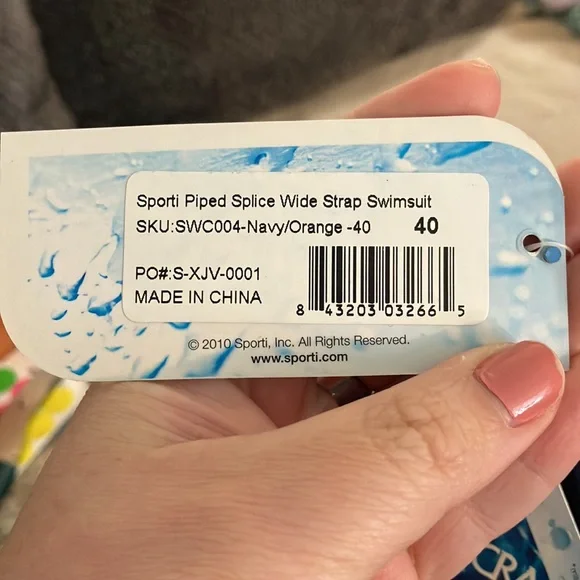 Sporti Piped Splice Wide Strap Swimsuit
SKU:SWC004-Navy/Orange -40 40
PO#:S-XJV-0001
MADE IN CHINA
8 43203 03266 5
© 2010 Sporti, Inc. All Rights Reserved.
www.sporti.com